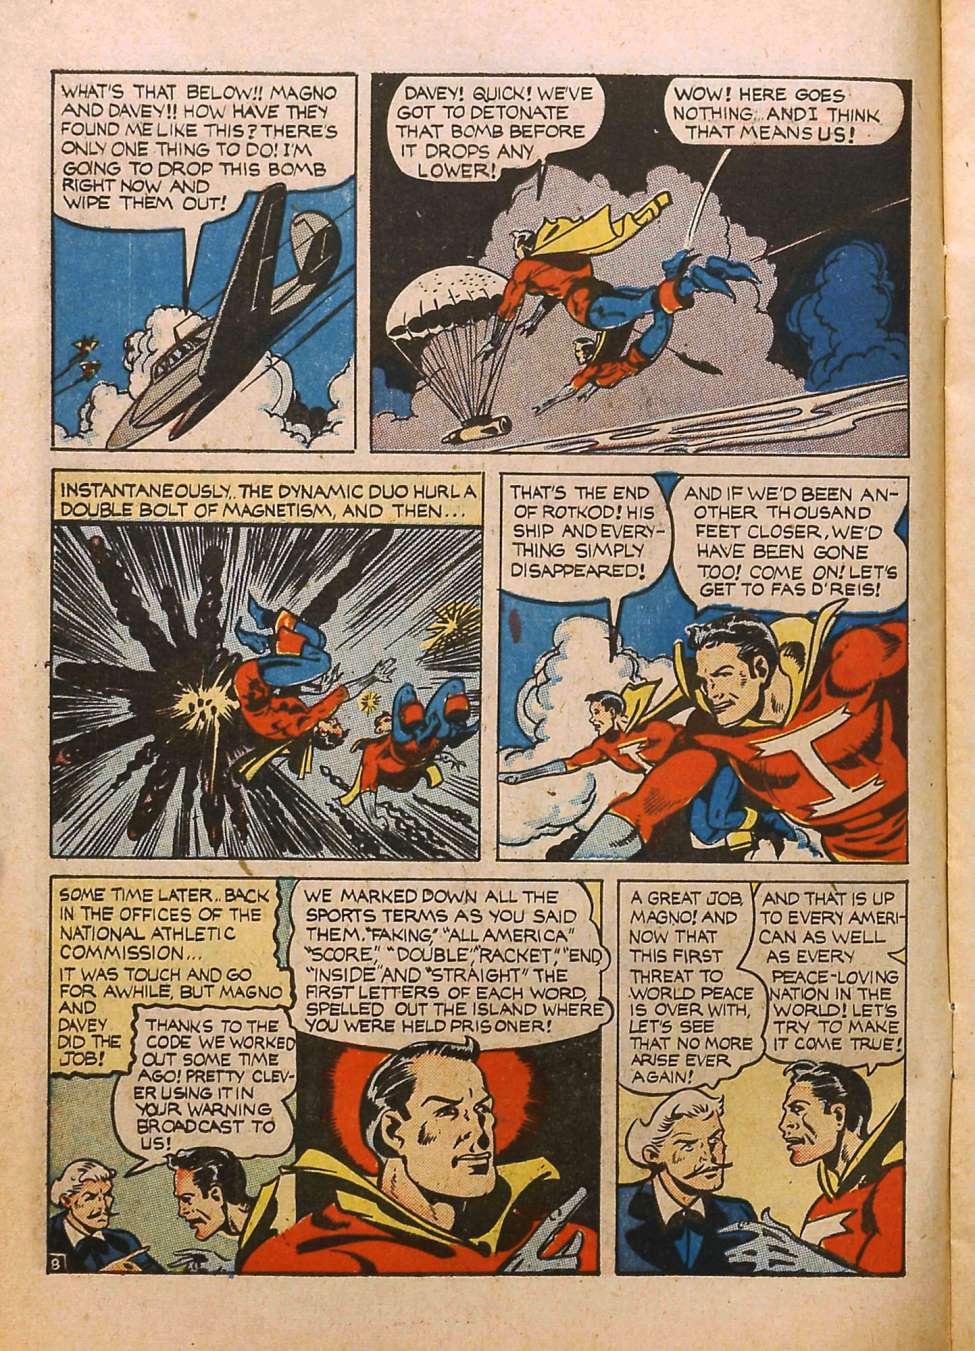 WHAT'S THAT BELOW!! MAGNO
AND DAVEY!! HOW HAVE THEY
FOUND ME LIKE THIS? THERE'S
ONLY ONE THING TO DO! I'M
GOING TO DROP THIS BOMB
RIGHT NOW AND
WIPE THEM OUT!
DAVEY! QUICK! WE'VE
GOT TO DETONATE
THAT BOMB BEFORE
IT DROPS ANY
LOWER!
WOW! HERE GOES
NOTHING... AND I THINK
THAT MEANS US!
INSTANTANEOUSLY.. THE DYNAMIC DUO HURL A
DOUBLE BOLT OF MAGNETISM, AND THEN...
THAT'S THE END
OF ROTKOD! HIS
SHIP AND EVERY-
THING SIMPLY
DISAPPEARED!
AND IF WE'D BEEN AN-
OTHER THOUSAND
FEET CLOSER, WE'D
HAVE BEEN GONE
TOO! COME ON! LET'S
GET TO FAS D'REIS!
I
SOME TIME LATER.. BACK
IN THE OFFICES OF THE
NATIONAL ATHLETIC
COMMISSION...
IT WAS TOUCH AND GO
FOR AWHILE, BUT MAGNO
AND
DAVEY
DID THE
JOB!
THANKS TO THE
CODE WE WORKED
OUT SOME TIME
AGO! PRETTY CLEV-
ER USING IT IN
YOUR WARNING
BROADCAST TO
US!
8
WE MARKED DOWN ALL THE
SPORTS TERMS AS YOU SAID
THEM. "FAKING," "ALL AMERICA"
"SCORE," "DOUBLE," "RACKET," "END,
"INSIDE" AND "STRAIGHT" THE
FIRST LETTERS OF EACH WORD,
SPELLED OUT THE ISLAND WHERE
YOU WERE HELD PRISONER!
A GREAT JOB,
MAGNO! AND
NOW THAT
THIS FIRST
THREAT TO
WORLD PEACE
IS OVER WITH,
LET'S SEE
THAT NO MORE
ARISE EVER
AGAIN!
AND THAT IS UP
TO EVERY AMERI-
CAN AS WELL
AS EVERY
PEACE-LOVING
NATION IN THE
WORLD! LET'S
TRY TO MAKE
IT COME TRUE!
I